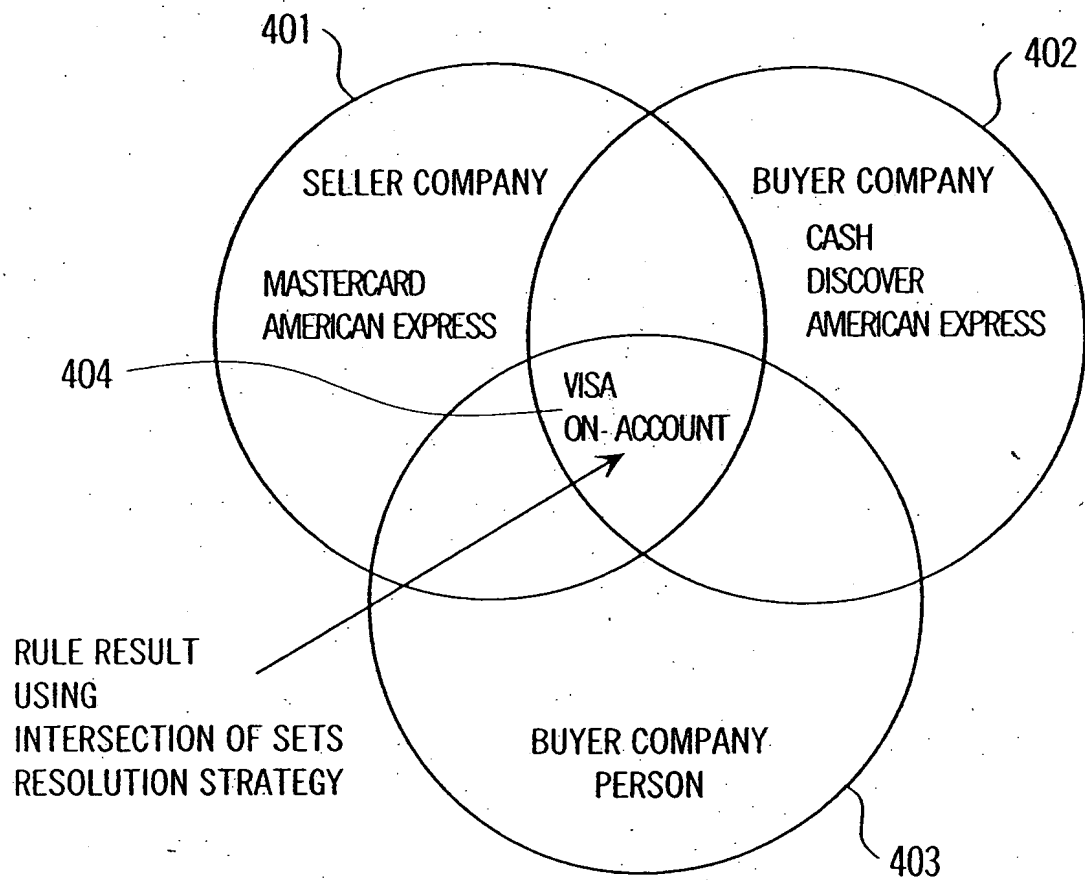 401
402
SELLER COMPANY
BUYER COMPANY
CASH
DISCOVER
AMERICAN EXPRESS
MASTERCARD
AMERICAN EXPRESS
404
VISA
ON-ACCOUNT
RULE RESULT
USING
INTERSECTION OF SETS
RESOLUTION STRATEGY
BUYER COMPANY
PERSON
403